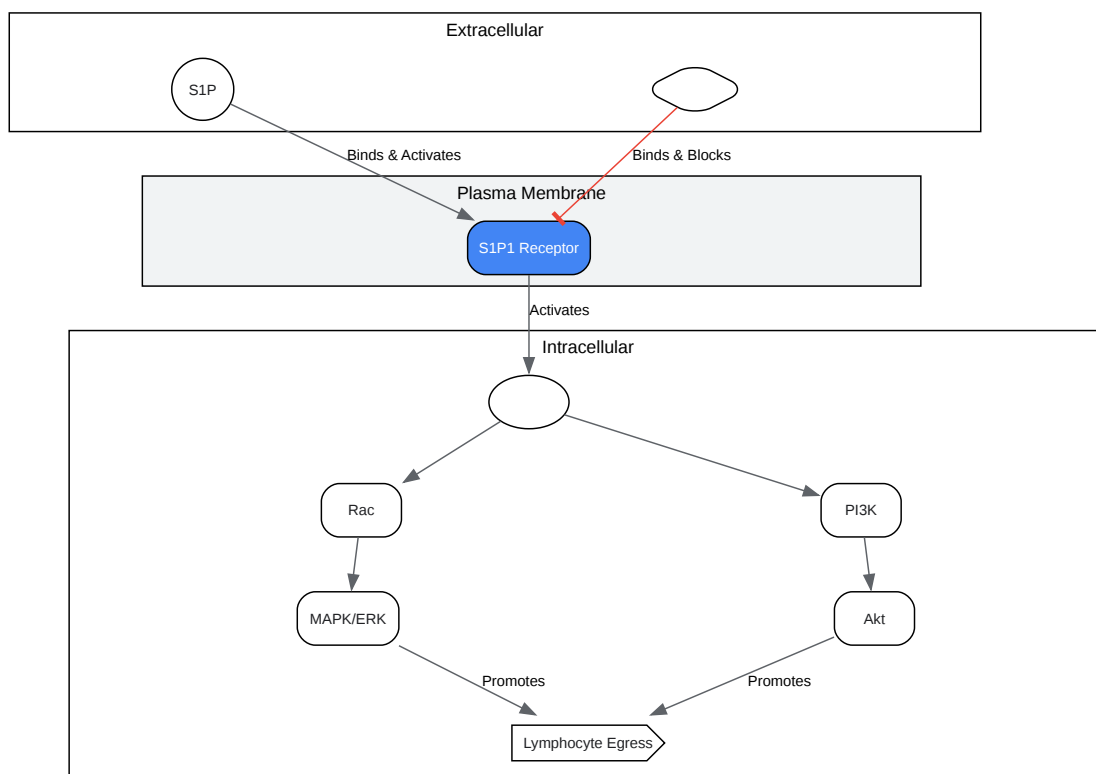 Extracellular
S1P
Binds & Activates
Binds & Blocks
Plasma Membrane
S1P1 Receptor
Activates
Intracellular
Rac
PI3K
MAPK/ERK
Akt
Promotes
Promotes
Lymphocyte Egress